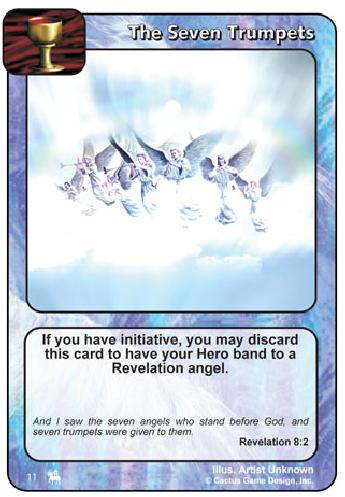 The Seven Trumpets
If you have initiative, you may discard
this card to have your Hero band to a
Revelation angel.
And I saw the seven angels who stand before God, and
seven trumpets were given to them.
Revelation 8:2
Illus. Artist Unknown
31 © Cactus Game Design, Inc.